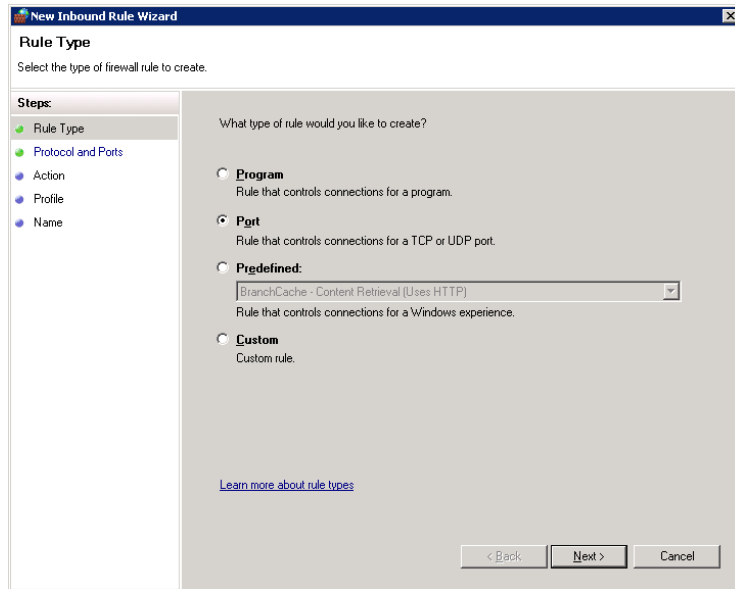 New Inbound Rule Wizard
Rule Type
Select the type of firewall rule to create.
Steps:
Rule Type
Protocol and Ports
Action
Profile
Name
What type of rule would you like to create?
Program
Rule that controls connections for a program.
Port
Rule that controls connections for a TCP or UDP port.
Predefined:
BranchCache - Content Retrieval (Uses HTTP)
Rule that controls connections for a Windows experience.
Custom
Custom rule.
Learn more about rule types
< Back Next > Cancel